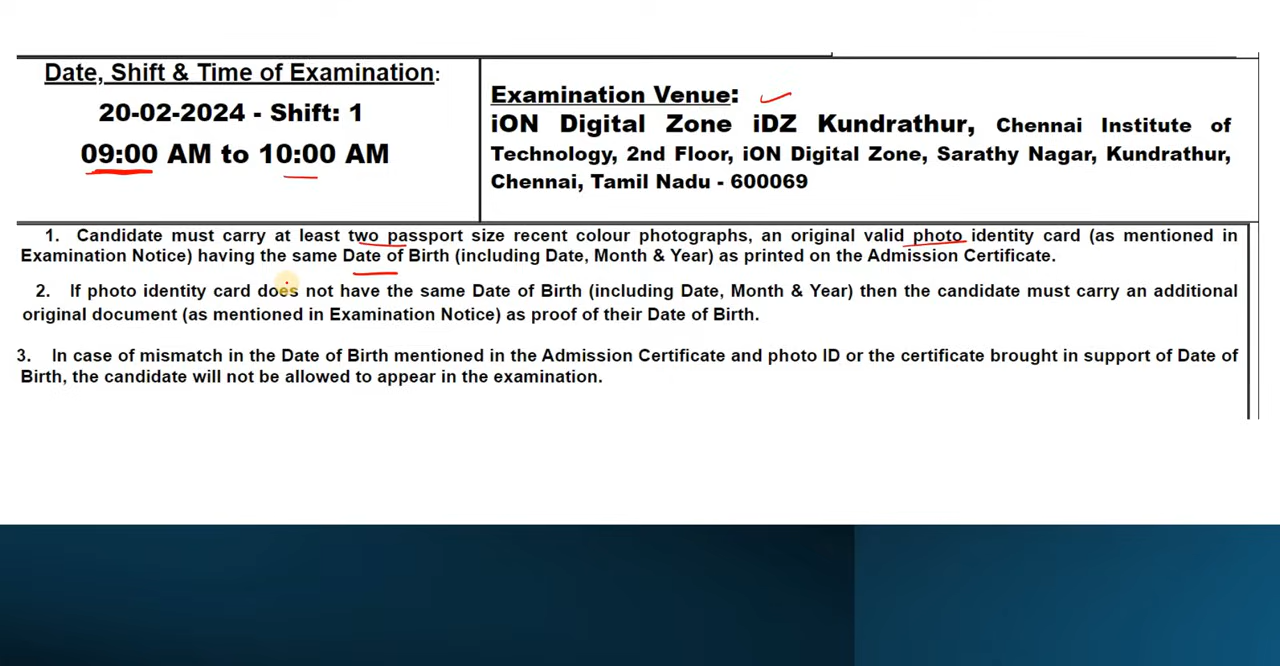 Date, Shift & Time of Examination:
20-02-2024 - Shift: 1
09:00 AM to 10:00 AM
Examination Venue:
iON Digital Zone iDZ Kundrathur, Chennai Institute of
Technology, 2nd Floor, iON Digital Zone, Sarathy Nagar, Kundrathur,
Chennai, Tamil Nadu - 600069
1. Candidate must carry at least two passport size recent colour photographs, an original valid photo identity card (as mentioned in
Examination Notice) having the same Date of Birth (including Date, Month & Year) as printed on the Admission Certificate.
2. If photo identity card does not have the same Date of Birth (including Date, Month & Year) then the candidate must carry an additional
original document (as mentioned in Examination Notice) as proof of their Date of Birth.
3. In case of mismatch in the Date of Birth mentioned in the Admission Certificate and photo ID or the certificate brought in support of Date of
Birth, the candidate will not be allowed to appear in the examination.